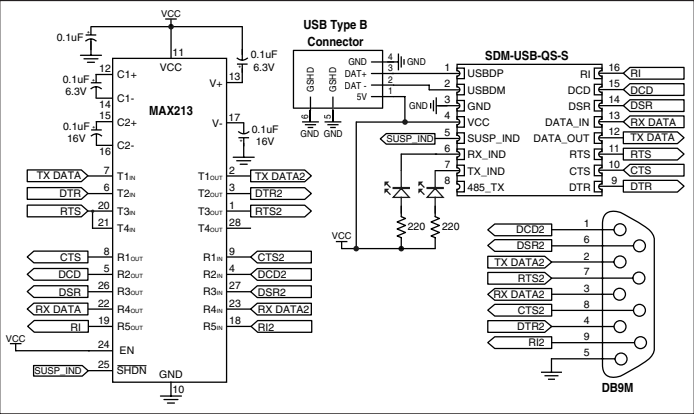 VCC
0.1uF
11
VCC
0.1uF
6.3V
12
C1+
0.1uF
6.3V
C1-
14
V+
13
15
C2+
0.1uF
16V
C2-
16
MAX213
V-
17
0.1uF
16V
TX DATA
7
T1IN
T1OUT
2
TX DATA2
DTR
6
T2IN
T2OUT
3
DTR2
RTS
20
T3IN
T3OUT
1
RTS2
21
T4IN
T4OUT
28
CTS
8
R1OUT
R1IN
9
CTS2
DCD
5
R2OUT
R2IN
4
DCD2
DSR
26
R3OUT
R3IN
27
DSR2
RX DATA
22
R4OUT
R4IN
23
RX DATA2
RI
19
R5OUT
R5IN
18
RI2
VCC
24
EN
SUSP_IND
25
SHDN
GND
10
USB Type B
Connector
GSHD
GSHD
GND
4
GND
DAT+
3
DAT -
2
5V
1
6
5
GND
GND
SDM-USB-QS-S
1
USBDP
RI
16
RI
2
USBDM
DCD
15
DCD
GND
3
GND
DSR
14
DSR
4
VCC
DATA_IN
13
RX DATA
SUSP_IND
5
SUSP_IND
DATA_OUT
12
TX DATA
6
RX_IND
RTS
11
RTS
7
TX_IND
CTS
10
CTS
8
485_TX
DTR
9
DTR
220
220
VCC
DCD2
1
DSR2
6
TX DATA2
2
RTS2
7
RX DATA2
3
CTS2
8
DTR2
4
RI2
9
5
DB9M